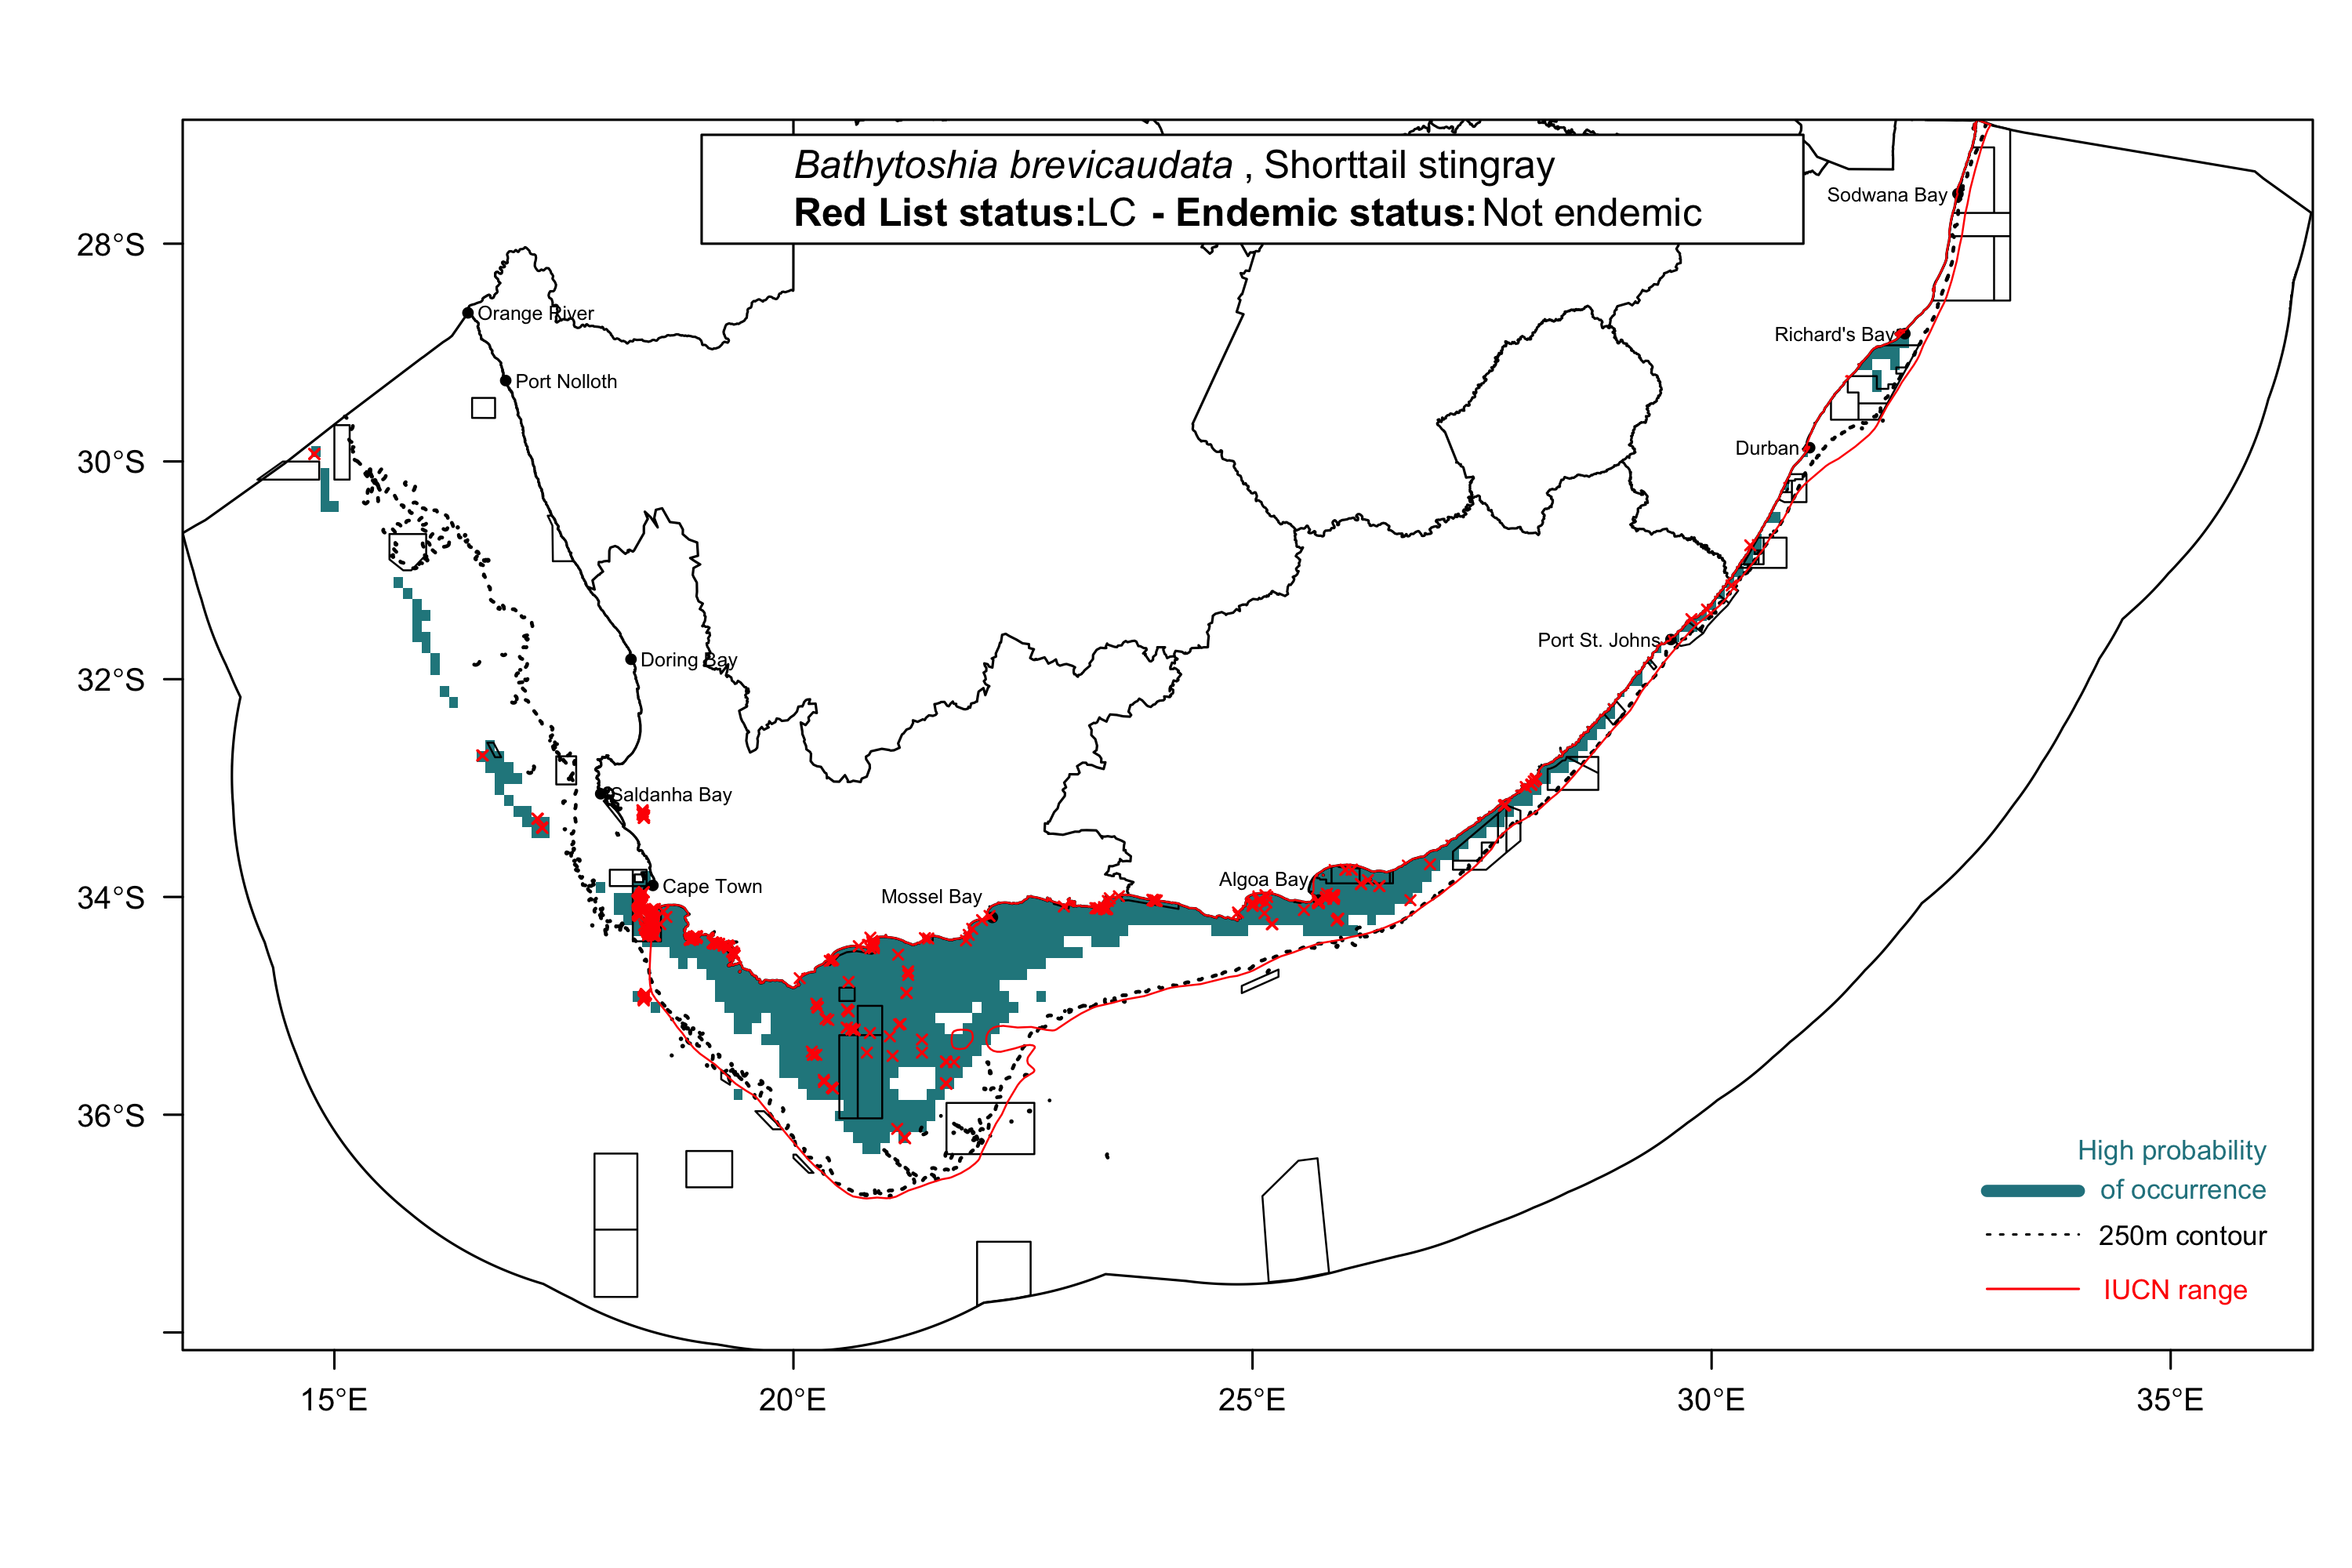 Bathytoshia brevicaudata , Shorttail stingray
Red List status:LC - Endemic status: Not endemic
28°S
30°S
32°S
34°S
36°S
Sodwana Bay
Orange River
Richard's Bay
Port Nolloth
Durban
Port St. Johns
Doring Bay
Saldanha Bay
Algoa Bay
Cape Town
Mossel Bay
High probability
of occurrence
250m contour
IUCN range
15°E
20°E
25°E
30°E
35°E